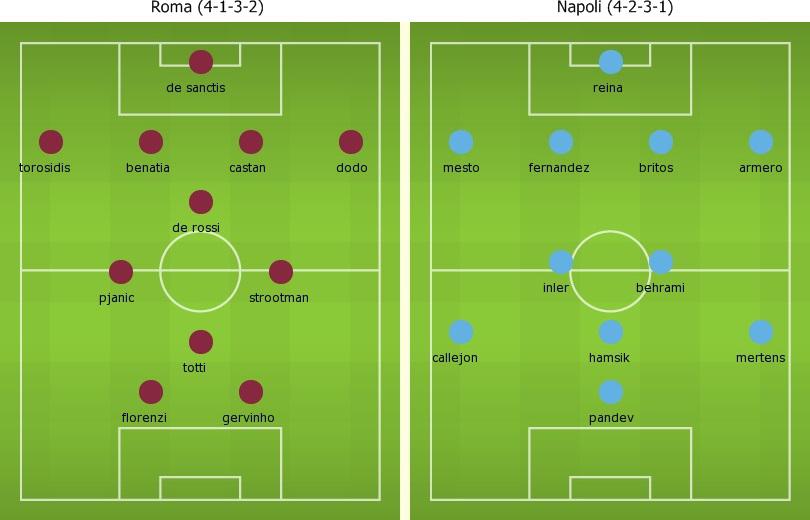 Roma (4-1-3-2)
de sanctis
torosidis benatia castan dodo
de rossi
pjanic strootman
totti
florenzi gervinho
Napoli (4-2-3-1)
reina
mesto fernandez britos armero
inler behrami
callejon hamsik mertens
pandev